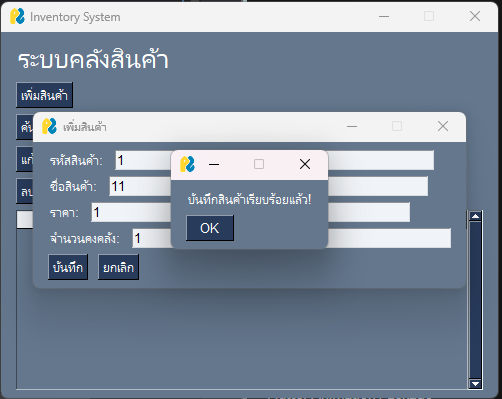 Inventory System
ระบบคลังสินค้า
เพิ่มสินค้า
เพิ่มสินค้า
รหัสสินค้า: 1
ชื่อสินค้า: 11
ราคา: 1
จำนวนคงคลัง: 1
บันทึก ยกเลิก
บันทึกสินค้าเรียบร้อยแล้ว!
OK